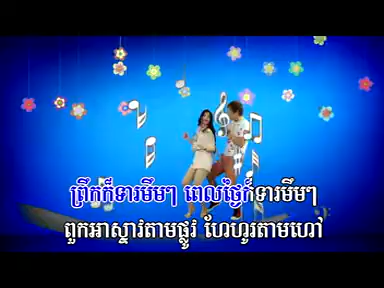 ព្រឹកក៏ទារមឹមៗ ពេលថ្ងៃក៏ទារមឹមៗ
ពួកអាស្នាវតាមផ្លូវ ហែហូរតាមហៅ